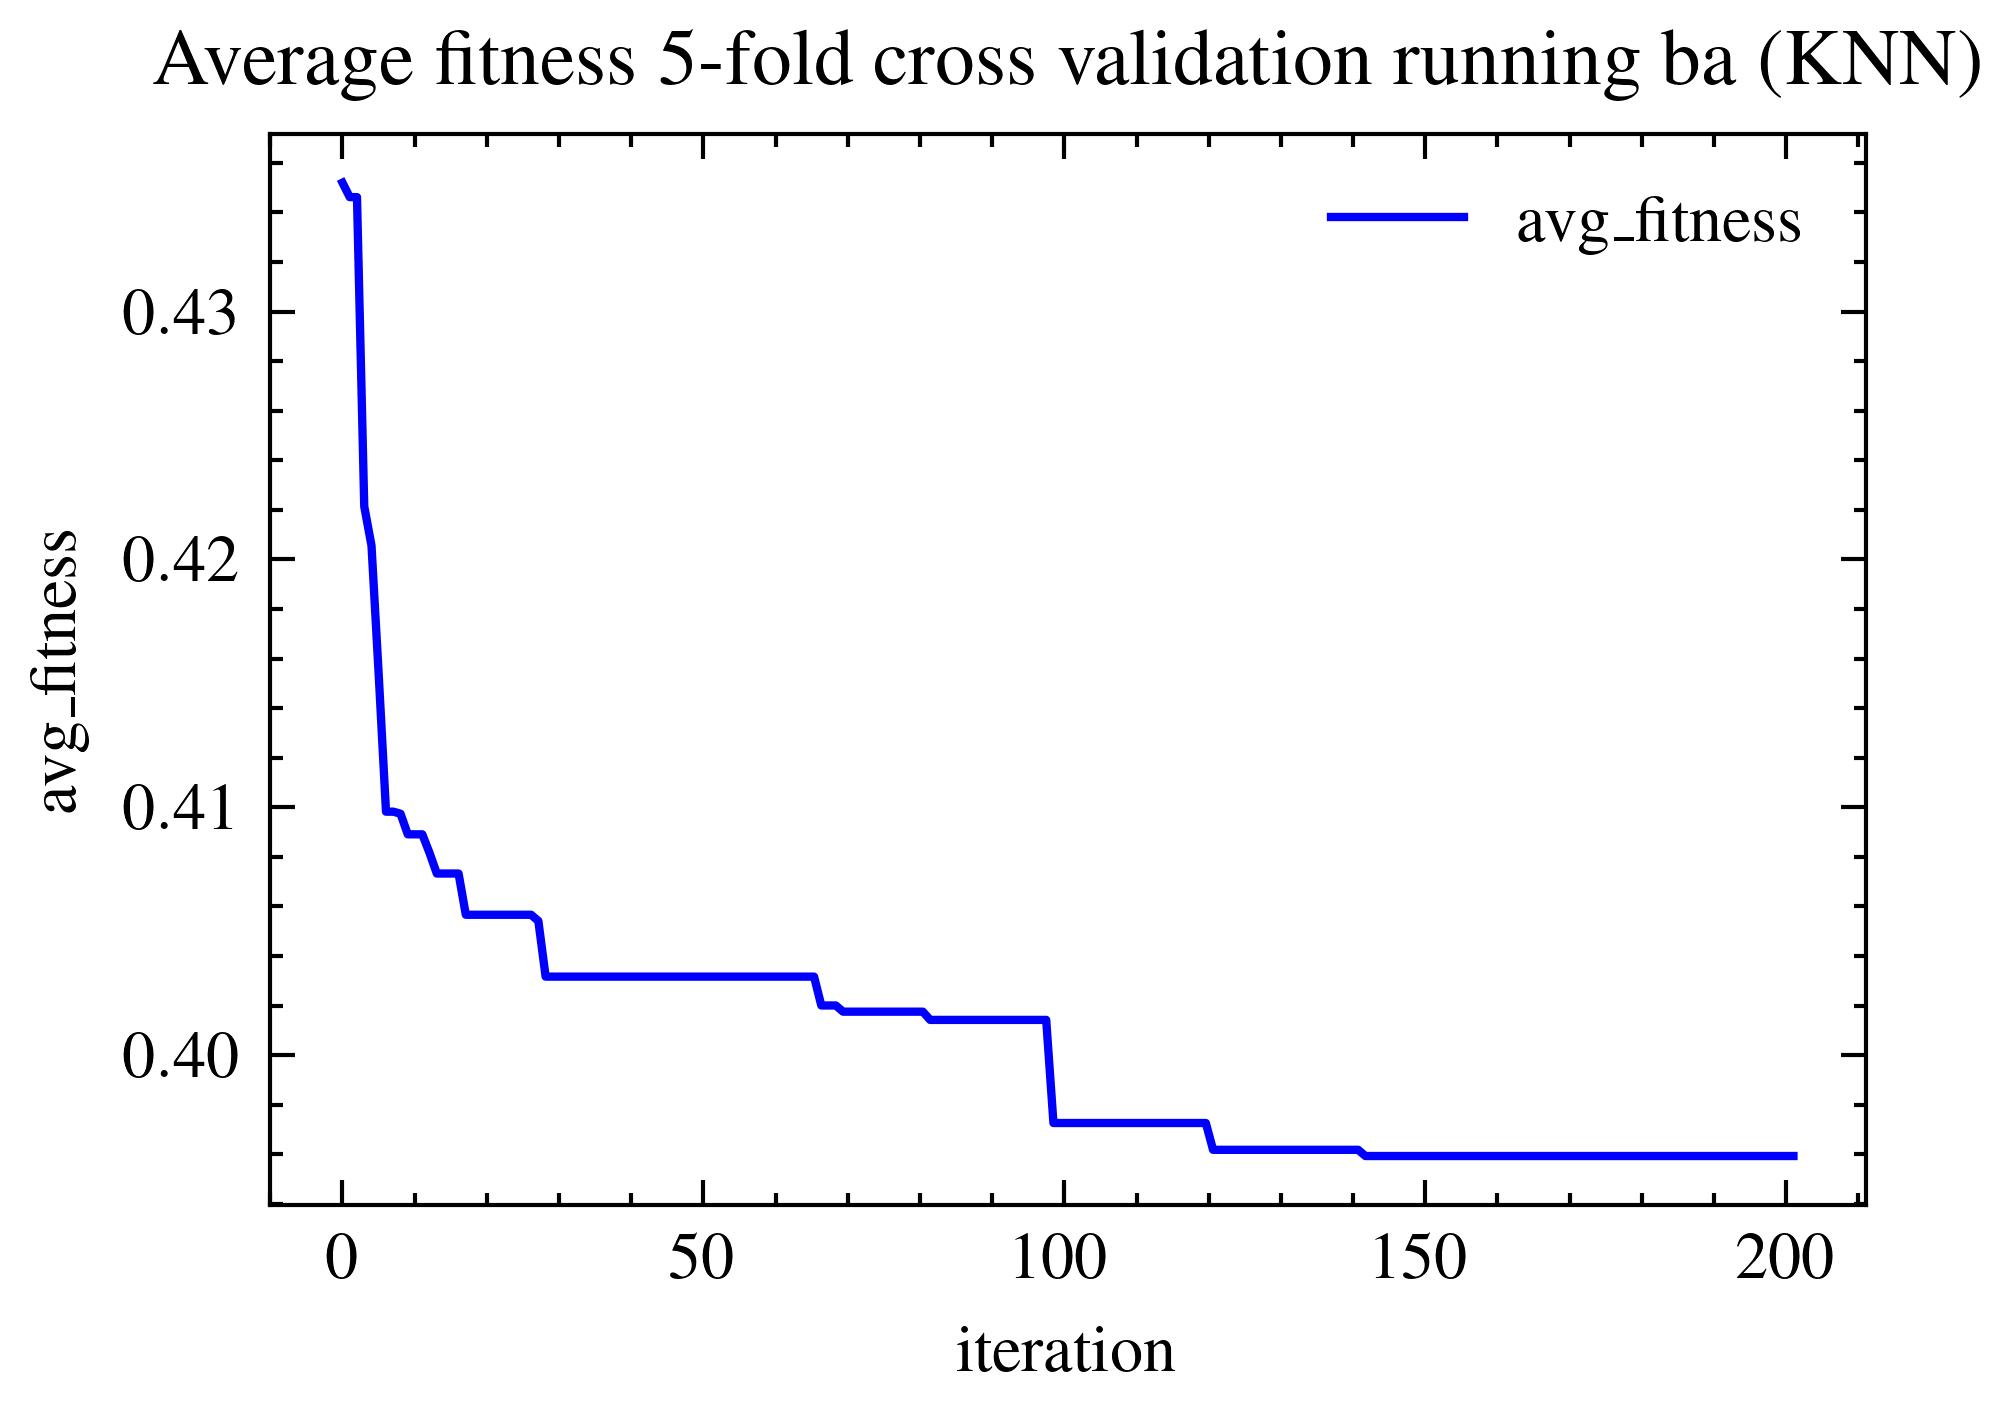 Average fitness 5-fold cross validation running ba (KNN)
avg_fitness
0.43
0.42
0.41
0.40
avg_fitness
0 50 100 150 200
iteration